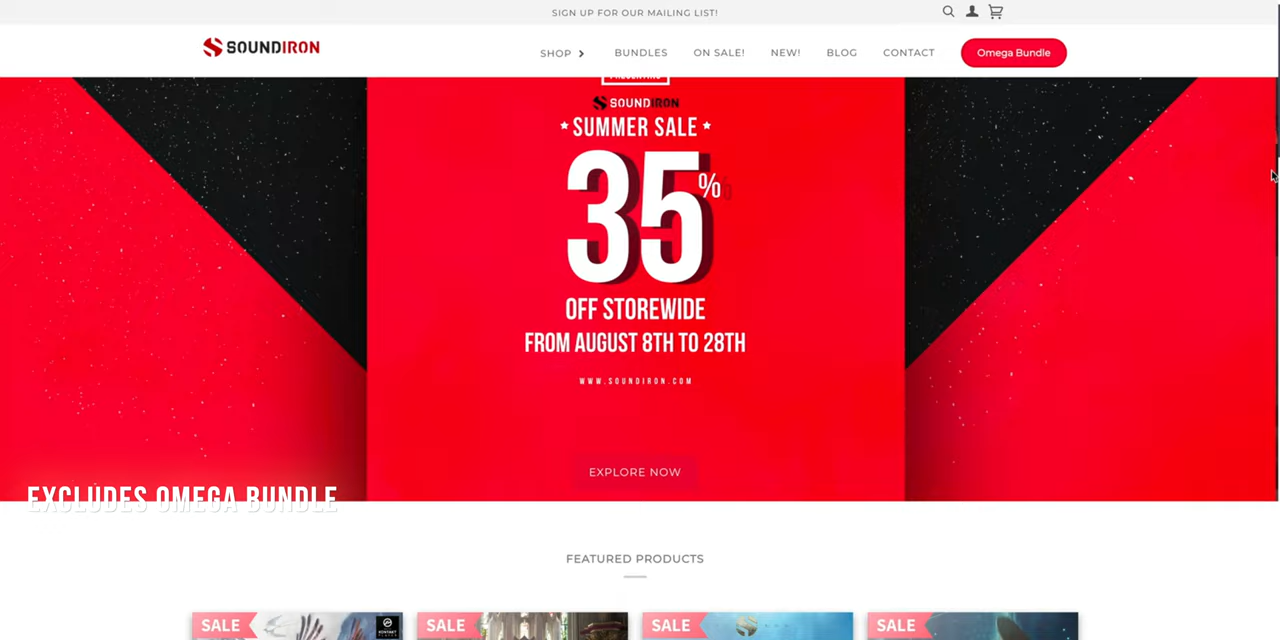 SIGN UP FOR OUR MAILING LIST!
SOUNDIRON
SHOP
BUNDLES
ON SALE!
NEW!
BLOG
CONTACT
Omega Bundle
SOUNDIRON
SUMMER SALE
35%
OFF STOREWIDE
FROM AUGUST 8TH TO 28TH
WWW.SOUNDIRON.COM
EXPLORE NOW
EXCLUDES OMEGA BUNDLE
FEATURED PRODUCTS
SALE
SALE
SALE
SALE